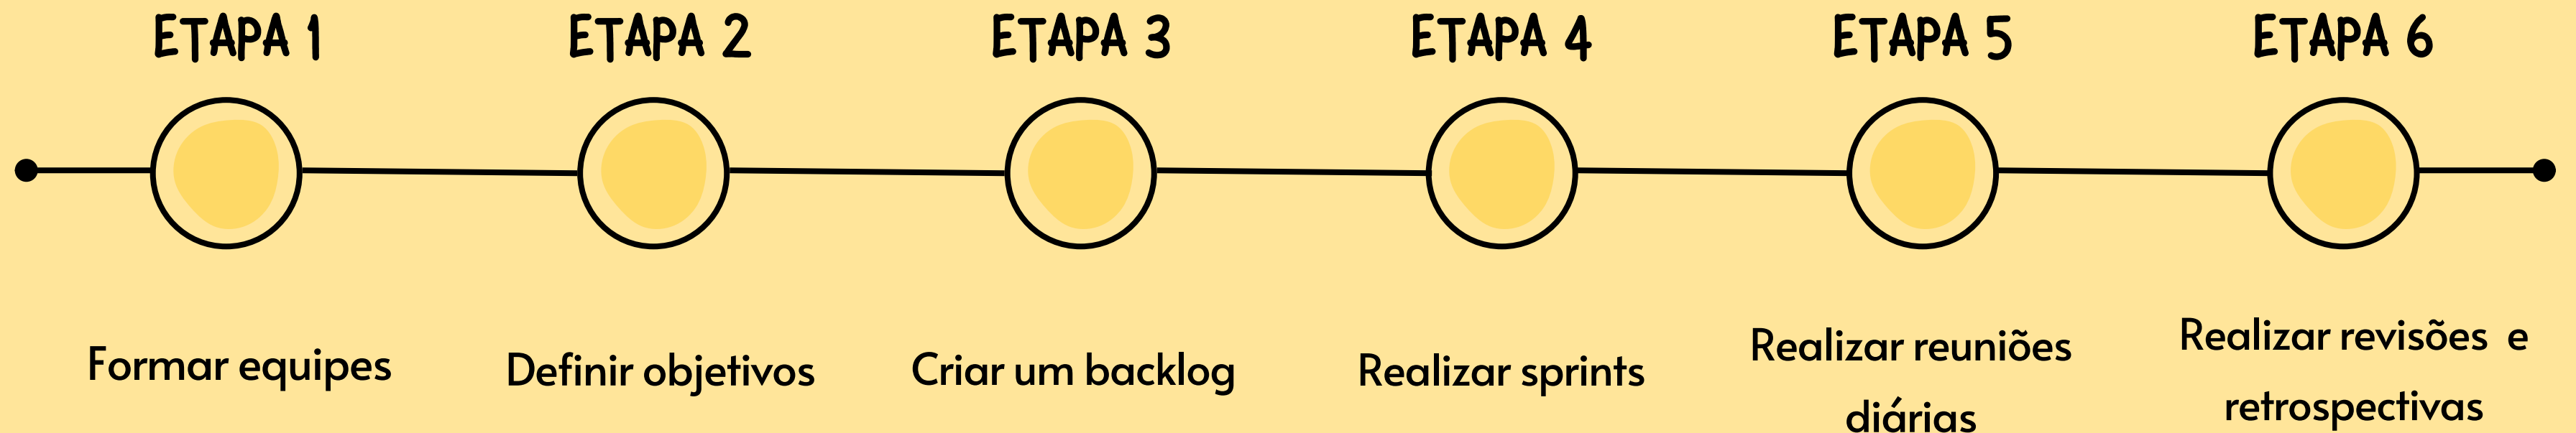 ETAPA 1
Formar equipes
ETAPA 2
Definir objetivos
ETAPA 3
Criar um backlog
ETAPA 4
Realizar sprints
ETAPA 5
Realizar reuniões
diárias
ETAPA 6
Realizar revisões e
retrospectivas